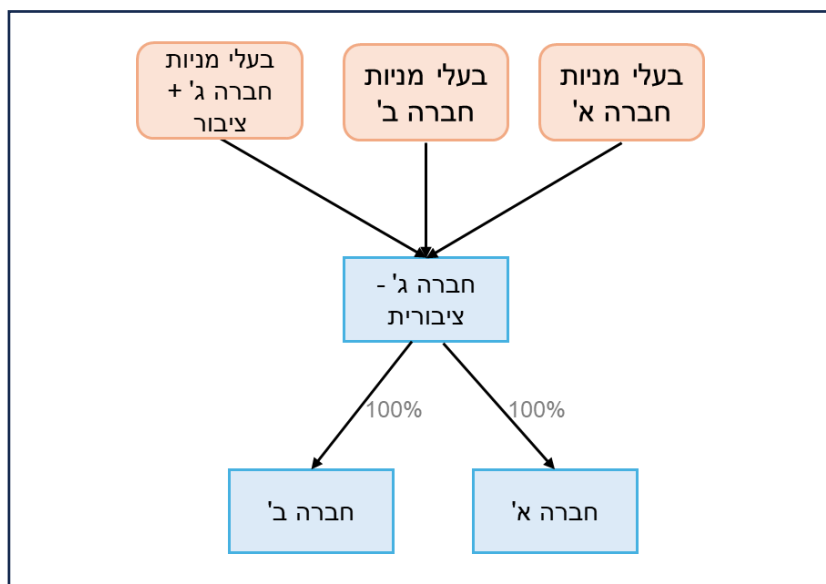 בעלי מניות
חברה א'
בעלי מניות
חברה ב'
בעלי מניות
חברה ג' +
ציבור
חברה ג' -
ציבורית
100%
100%
חברה א'
חברה ב'